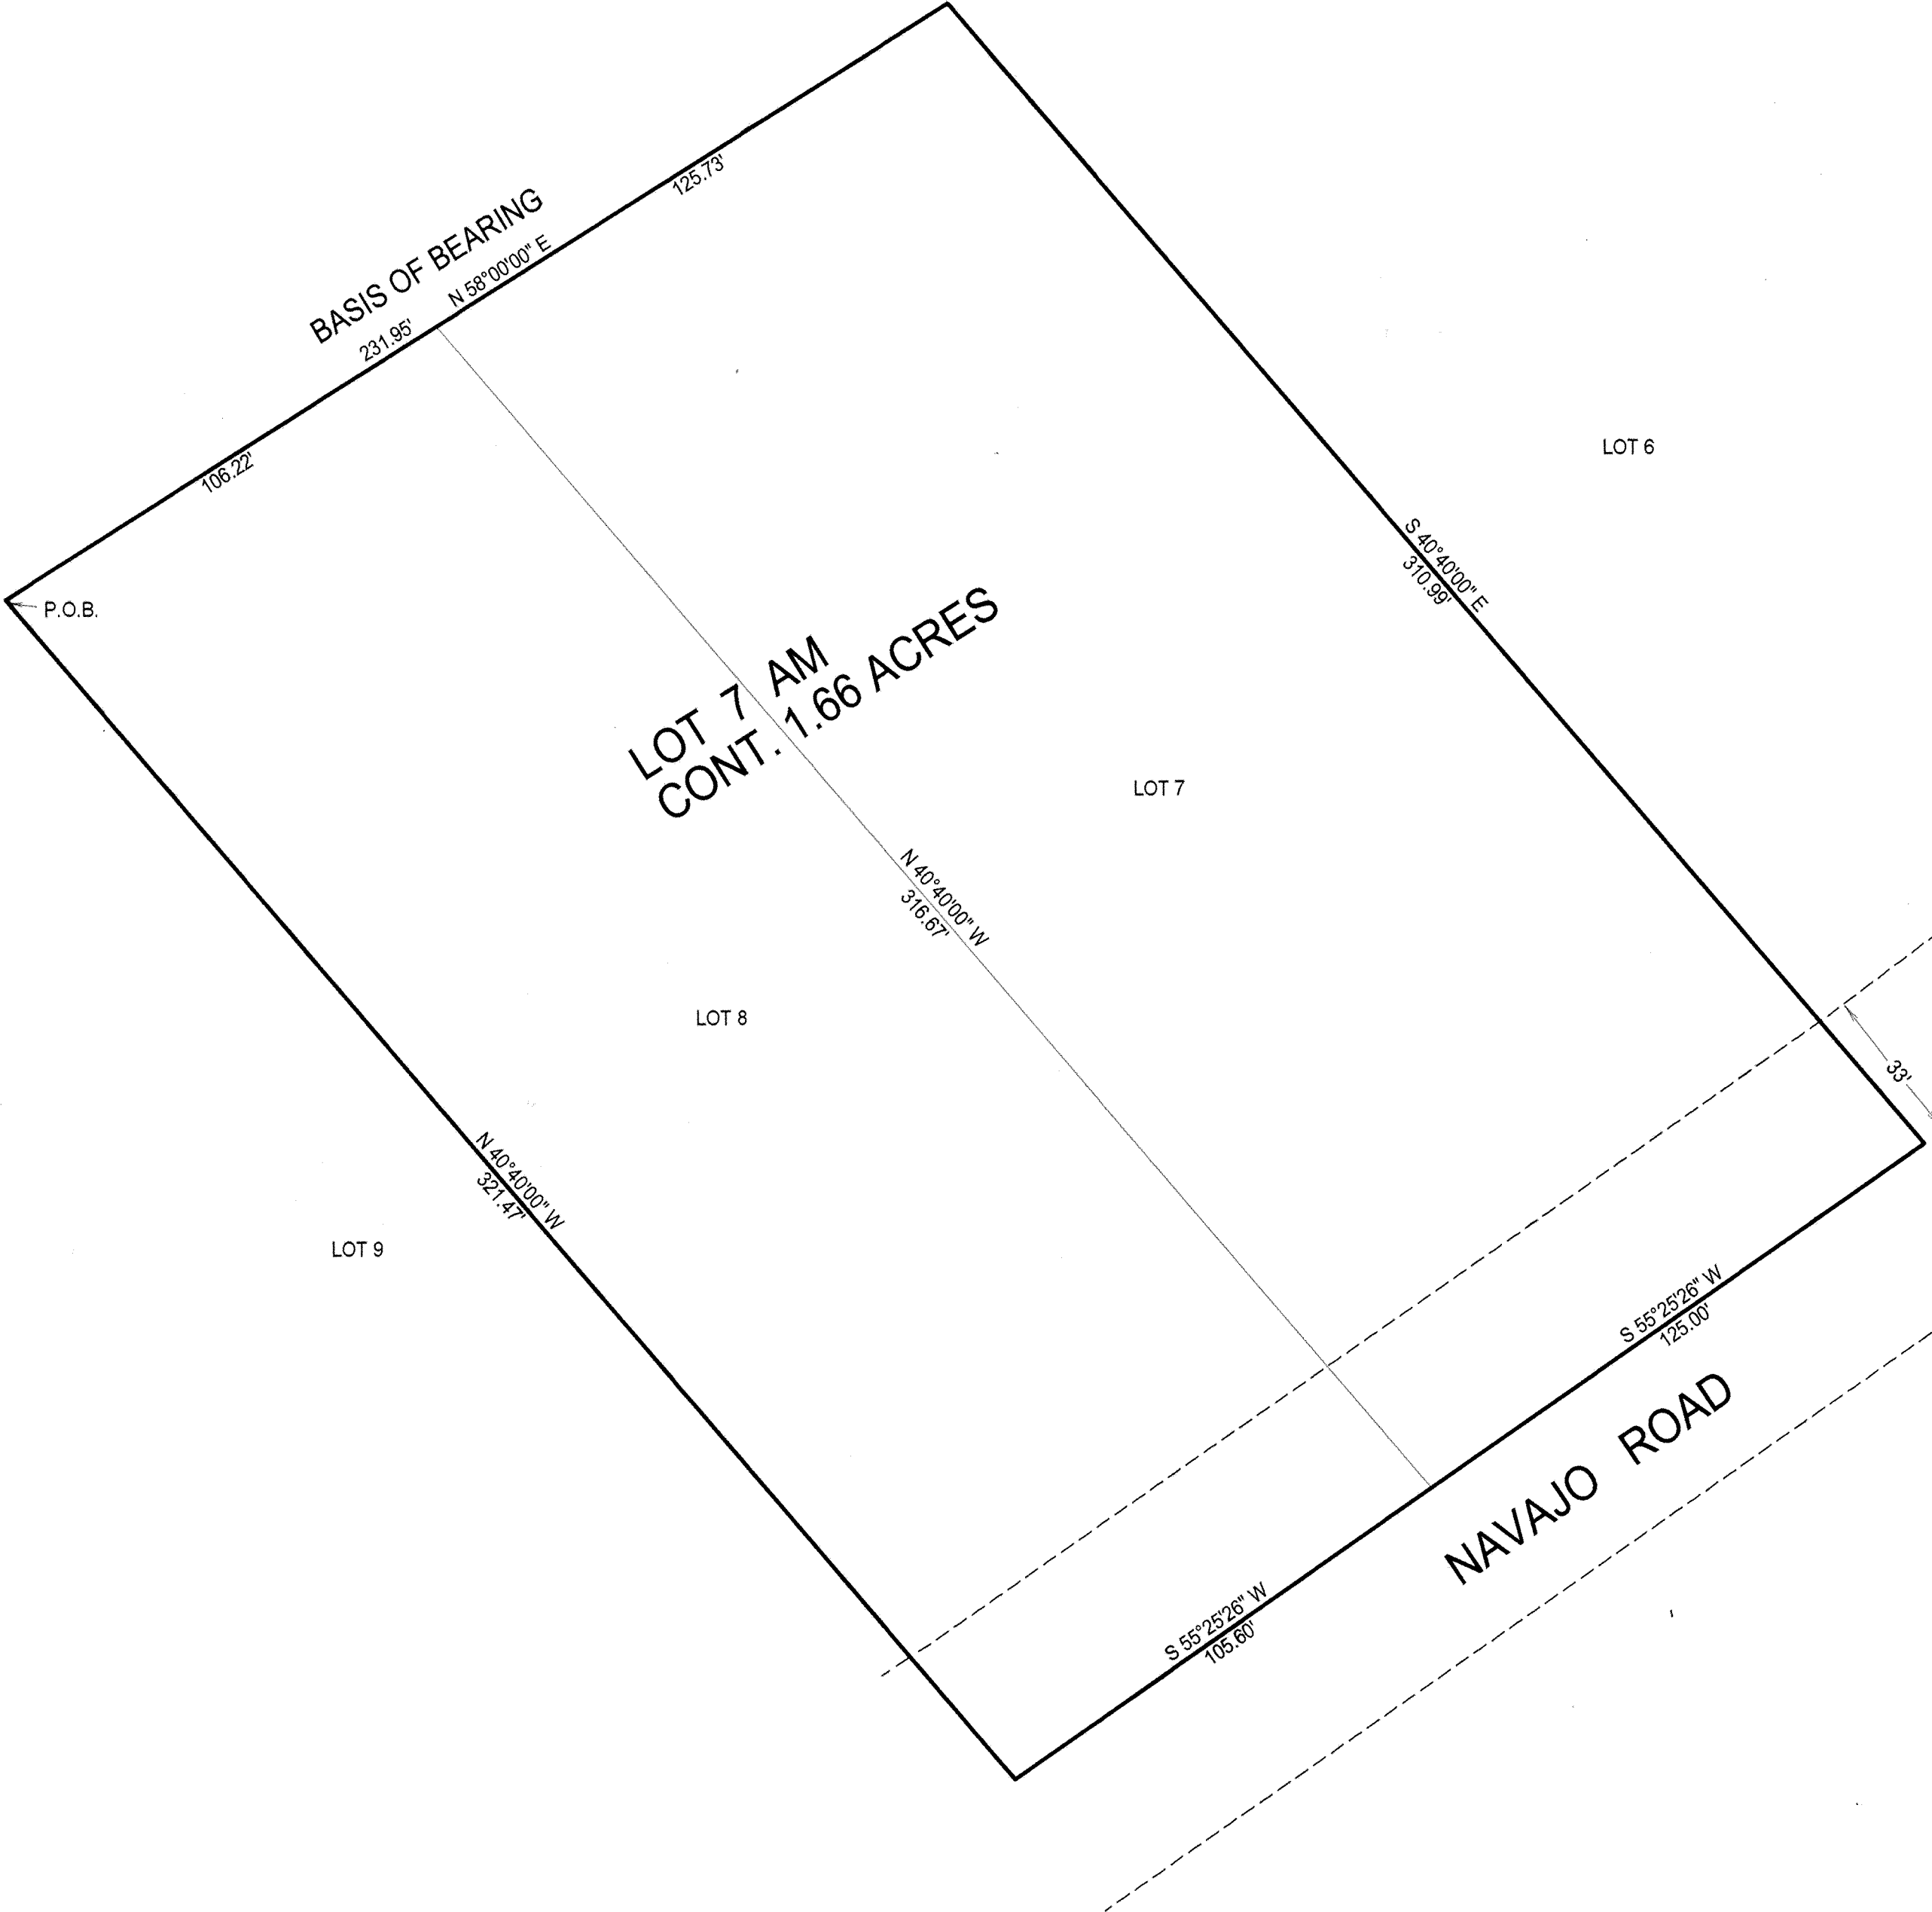 125.73'
BASIS OF BEARING
N 58°00'00" E
231.95'
106.22'
LOT 6
S 40°40'00" E
310.99'
P.O.B.
LOT 7 AM
CONT. 1.66 ACRES
LOT 7
N 40°40'00" W
316.67'
LOT 8
33'
N 40°40'00" W
321.47'
LOT 9
S 55°25'26" W
125.00'
NAVAJO ROAD
S 55°25'26" W
105.60'